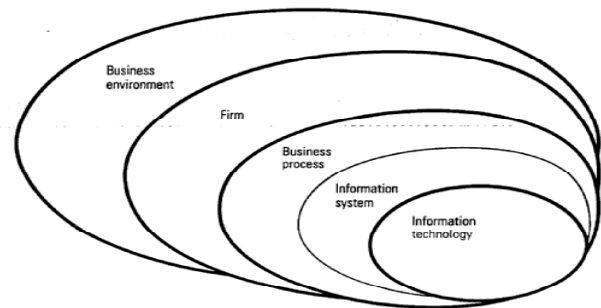 Business
environment
Firm
Business
process
Information
system
Information
technology